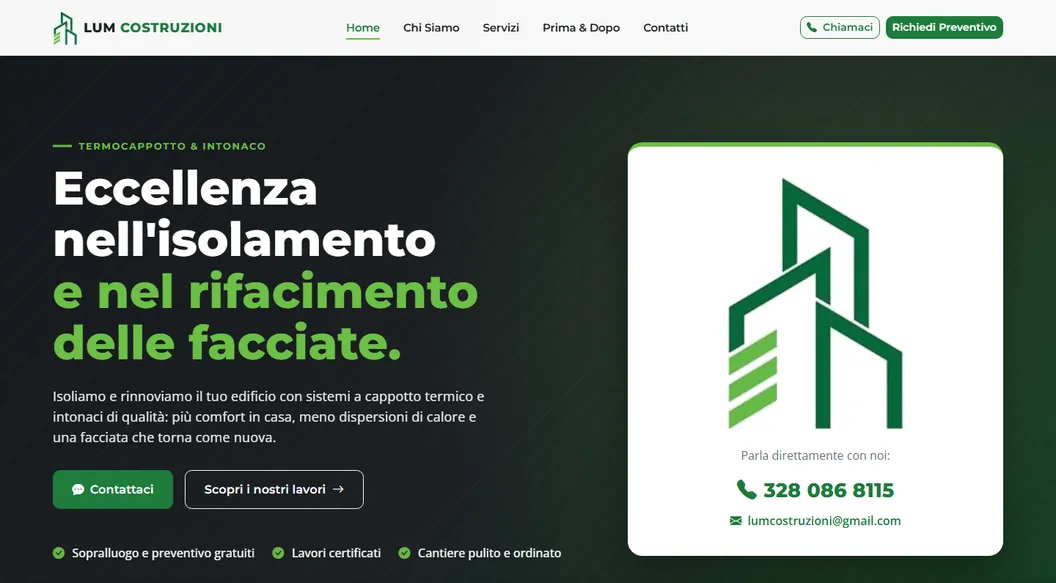 LUM COSTRUZIONI
Home
Chi Siamo
Servizi
Prima & Dopo
Contatti
Chiamaci
Richiedi Preventivo
TERMOCAPPOTTO & INTONACO
Eccellenza
nell'isolamento
e nel rifacimento
delle facciate.
Isoliamo e rinnoviamo il tuo edificio con sistemi a cappotto termico e
intonaci di qualità: più comfort in casa, meno dispersioni di calore e
una facciata che torna come nuova.
Contattaci
Scopri i nostri lavori →
Sopralluogo e preventivo gratuiti
Lavori certificati
Cantiere pulito e ordinato
Parla direttamente con noi:
328 086 8115
lumcostruzioni@gmail.com